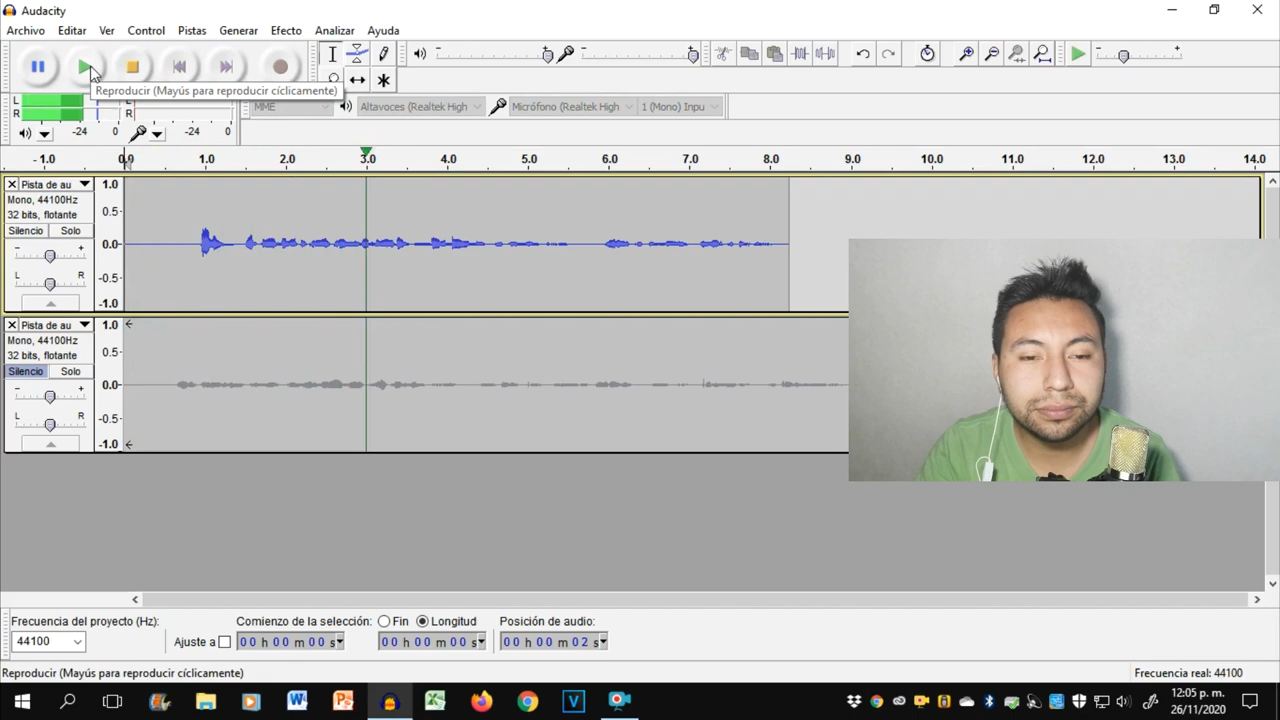 Audacity
Archivo Editar Ver Control Pistas Generar Efecto Analizar Ayuda
Reproducir (Mayús para reproducir cíclicamente)
L
R
-24 0 -24 0
MME Altavoces (Realtek High Micrófono (Realtek High 1 (Mono) Inpu
- 1.0 0.0 1.0 2.0 3.0 4.0 5.0 6.0 7.0 8.0 9.0 10.0 11.0 12.0 13.0 14.0
Pista de au 1.0
Mono, 44100Hz
32 bits, flotante 0.5
Silencio Solo
- + 0.0
L R -0.5
-1.0
Pista de au 1.0
Mono, 44100Hz
32 bits, flotante 0.5
Silencio Solo
- + 0.0
L R -0.5
-1.0
Frecuencia del proyecto (Hz): Comienzo de la selección: Fin Longitud Posición de audio:
44100 Ajuste a 00 h 00 m 00 s 00 h 00 m 00 s 00 h 00 m 02 s
Reproducir (Mayús para reproducir cíclicamente) Frecuencia real: 44100
12:05 p. m.
26/11/2020